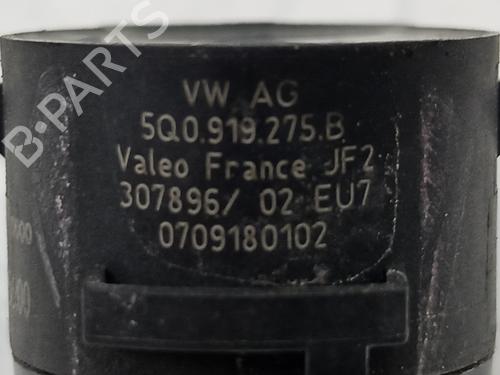 B-PARTS
VW AG
5Q0.919.275.B
Valeo France JF2
307896/ 02 EU7
0709180102